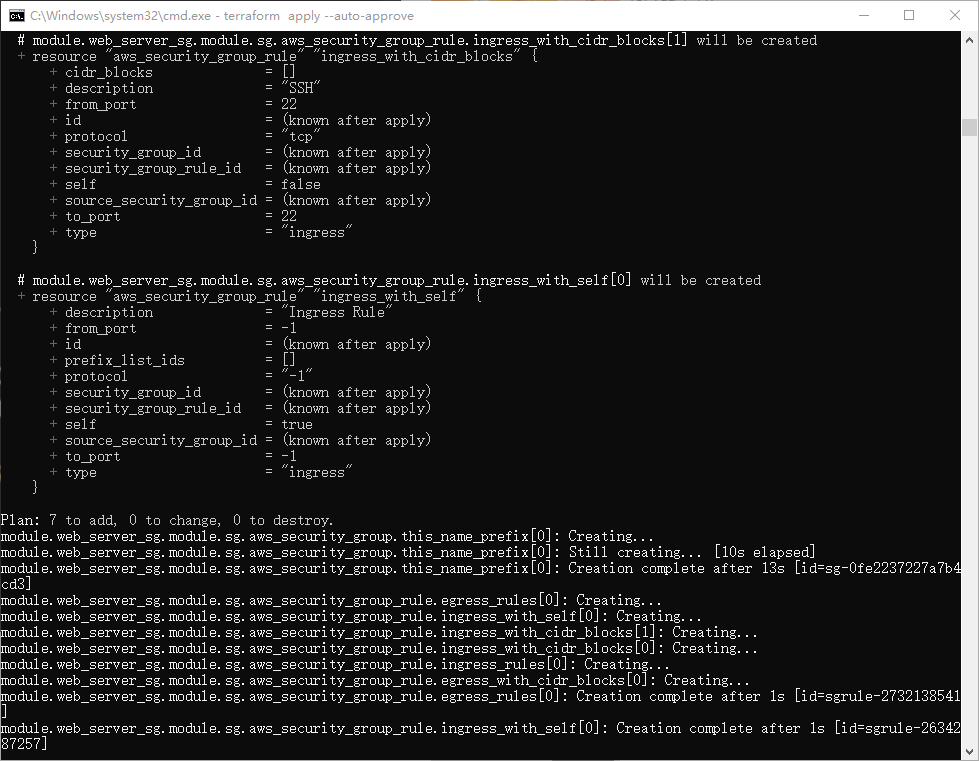 C:\Windows\system32\cmd.exe - terraform  apply --auto-approve
  # module.web_server_sg.module.sg.aws_security_group_rule.ingress_with_cidr_blocks[1] will be created
  + resource "aws_security_group_rule" "ingress_with_cidr_blocks" {
      + cidr_blocks              = []
      + description              = "SSH"
      + from_port                = 22
      + id                       = (known after apply)
      + protocol                 = "tcp"
      + security_group_id        = (known after apply)
      + security_group_rule_id   = (known after apply)
      + self                     = false
      + source_security_group_id = (known after apply)
      + to_port                  = 22
      + type                     = "ingress"
    }
  # module.web_server_sg.module.sg.aws_security_group_rule.ingress_with_self[0] will be created
  + resource "aws_security_group_rule" "ingress_with_self" {
      + description              = "Ingress Rule"
      + from_port                = -1
      + id                       = (known after apply)
      + prefix_list_ids          = []
      + protocol                 = "-1"
      + security_group_id        = (known after apply)
      + security_group_rule_id   = (known after apply)
      + self                     = true
      + source_security_group_id = (known after apply)
      + to_port                  = -1
      + type                     = "ingress"
    }
Plan: 7 to add, 0 to change, 0 to destroy.
module.web_server_sg.module.sg.aws_security_group.this_name_prefix[0]: Creating...
module.web_server_sg.module.sg.aws_security_group.this_name_prefix[0]: Still creating... [10s elapsed]
module.web_server_sg.module.sg.aws_security_group.this_name_prefix[0]: Creation complete after 13s [id=sg-0fe2237227a7b4
cd3]
module.web_server_sg.module.sg.aws_security_group_rule.egress_rules[0]: Creating...
module.web_server_sg.module.sg.aws_security_group_rule.ingress_with_self[0]: Creating...
module.web_server_sg.module.sg.aws_security_group_rule.ingress_with_cidr_blocks[1]: Creating...
module.web_server_sg.module.sg.aws_security_group_rule.ingress_with_cidr_blocks[0]: Creating...
module.web_server_sg.module.sg.aws_security_group_rule.ingress_rules[0]: Creating...
module.web_server_sg.module.sg.aws_security_group_rule.egress_with_cidr_blocks[0]: Creating...
module.web_server_sg.module.sg.aws_security_group_rule.egress_rules[0]: Creation complete after 1s [id=sgrule-2732138541
]
module.web_server_sg.module.sg.aws_security_group_rule.ingress_with_self[0]: Creation complete after 1s [id=sgrule-26342
87257]